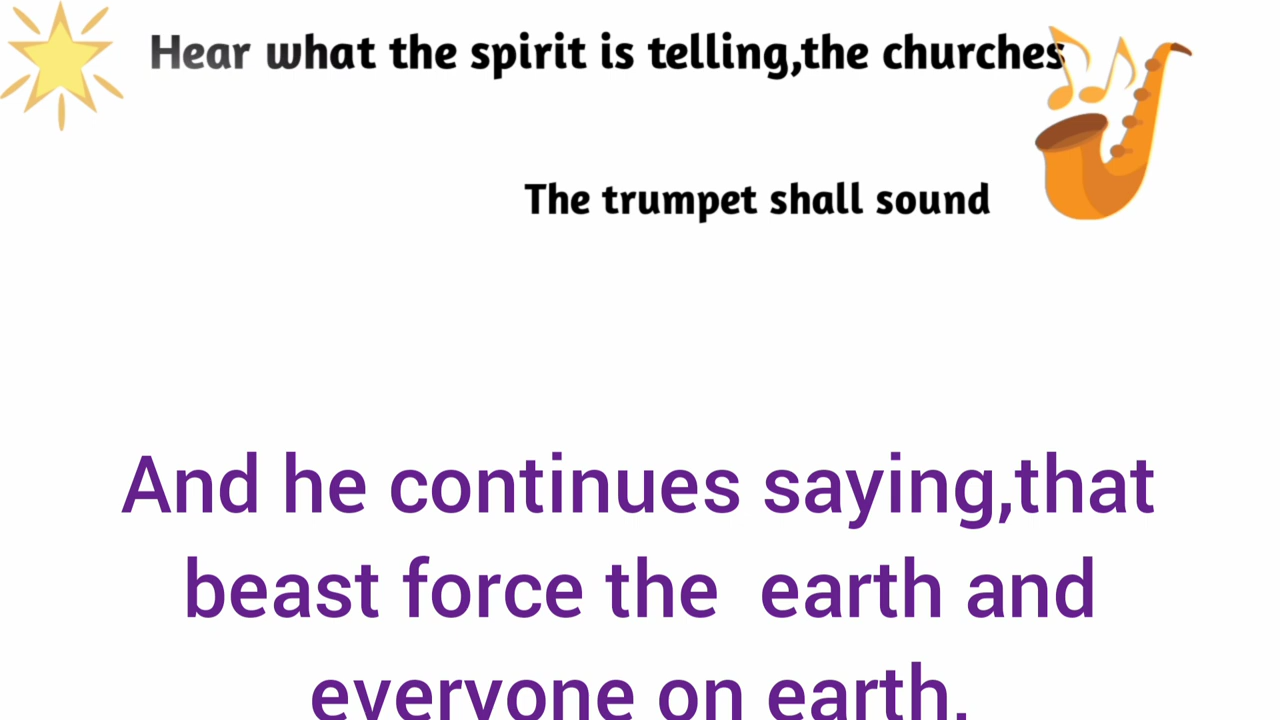 Hear what the spirit is telling,the churches
The trumpet shall sound
And he continues saying,that
beast force the earth and
everyone on earth.